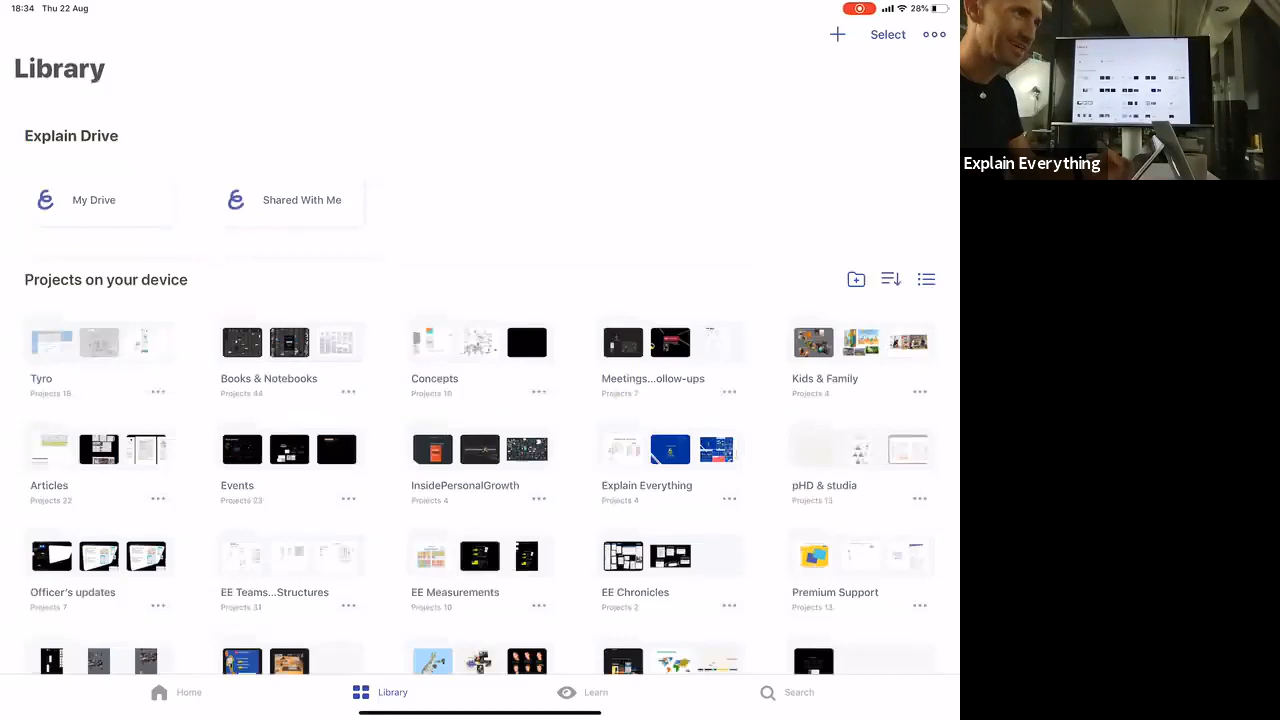 18:34 Thu 22 Aug
28%
Select
Library
Explain Drive
My Drive
Shared With Me
Projects on your device
Tyro
Projects 16
Books & Notebooks
Projects 44
Concepts
Projects 10
Meetings...ollow-ups
Projects 7
Kids & Family
Projects 4
Articles
Projects 22
Events
Projects 23
InsidePersonalGrowth
Projects 4
Explain Everything
Projects 4
pHD & studia
Projects 13
Officer's updates
Projects 7
EE Teams...Structures
Projects 31
EE Measurements
Projects 10
EE Chronicles
Projects 2
Premium Support
Projects 13
Home
Library
Learn
Search
Explain Everything